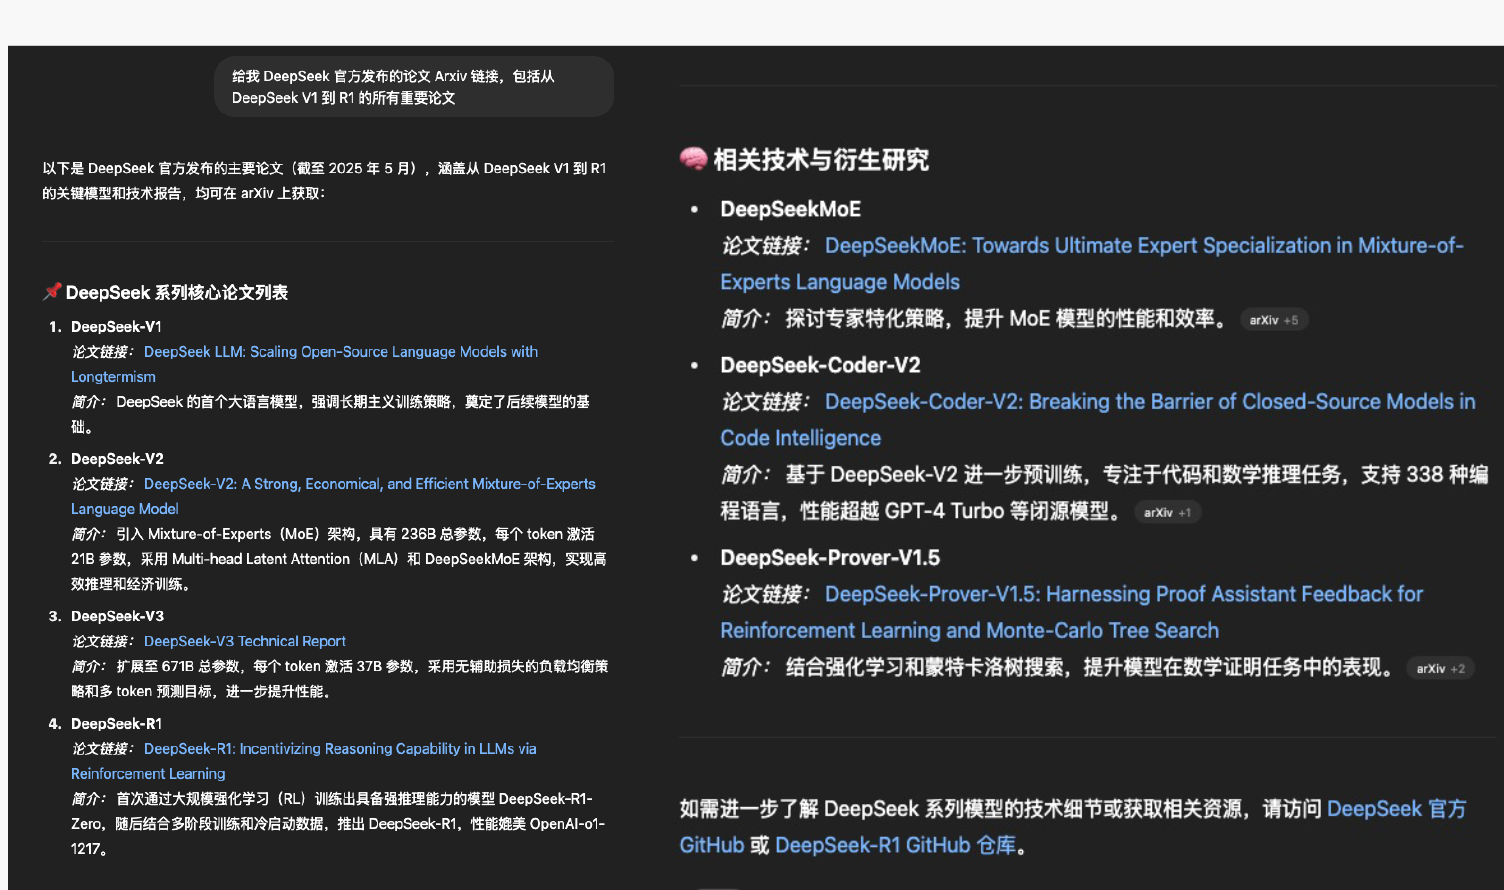 给我 DeepSeek 官方发布的论文 Arxiv 链接，包括从
DeepSeek V1 到 R1 的所有重要论文
以下是 DeepSeek 官方发布的主要论文（截至 2025 年 5 月），涵盖从 DeepSeek V1 到 R1
的关键模型和技术报告，均可在 arXiv 上获取：
📌 DeepSeek 系列核心论文列表
1. DeepSeek-V1
论文链接： DeepSeek LLM: Scaling Open-Source Language Models with
Longtermism
简介： DeepSeek 的首个大语言模型，强调长期主义训练策略，奠定了后续模型的基
础。
2. DeepSeek-V2
论文链接： DeepSeek-V2: A Strong, Economical, and Efficient Mixture-of-Experts
Language Model
简介： 引入 Mixture-of-Experts（MoE）架构，具有 236B 总参数，每个 token 激活
21B 参数，采用 Multi-head Latent Attention（MLA）和 DeepSeekMoE 架构，实现高
效推理和经济训练。
3. DeepSeek-V3
论文链接： DeepSeek-V3 Technical Report
简介： 扩展至 671B 总参数，每个 token 激活 37B 参数，采用无辅助损失的负载均衡策
略和多 token 预测目标，进一步提升性能。
4. DeepSeek-R1
论文链接： DeepSeek-R1: Incentivizing Reasoning Capability in LLMs via
Reinforcement Learning
简介： 首次通过大规模强化学习（RL）训练出具备强推理能力的模型 DeepSeek-R1-
Zero，随后结合多阶段训练和冷启动数据，推出 DeepSeek-R1，性能媲美 OpenAI-o1-
1217。
🧠 相关技术与衍生研究
• DeepSeekMoE
论文链接： DeepSeekMoE: Towards Ultimate Expert Specialization in Mixture-of-
Experts Language Models
简介： 探讨专家特化策略，提升 MoE 模型的性能和效率。 arXiv +5
• DeepSeek-Coder-V2
论文链接： DeepSeek-Coder-V2: Breaking the Barrier of Closed-Source Models in
Code Intelligence
简介： 基于 DeepSeek-V2 进一步预训练，专注于代码和数学推理任务，支持 338 种编
程语言，性能超越 GPT-4 Turbo 等闭源模型。 arXiv +1
• DeepSeek-Prover-V1.5
论文链接： DeepSeek-Prover-V1.5: Harnessing Proof Assistant Feedback for
Reinforcement Learning and Monte-Carlo Tree Search
简介： 结合强化学习和蒙特卡洛树搜索，提升模型在数学证明任务中的表现。 arXiv +2
如需进一步了解 DeepSeek 系列模型的技术细节或获取相关资源，请访问 DeepSeek 官方
GitHub 或 DeepSeek-R1 GitHub 仓库。